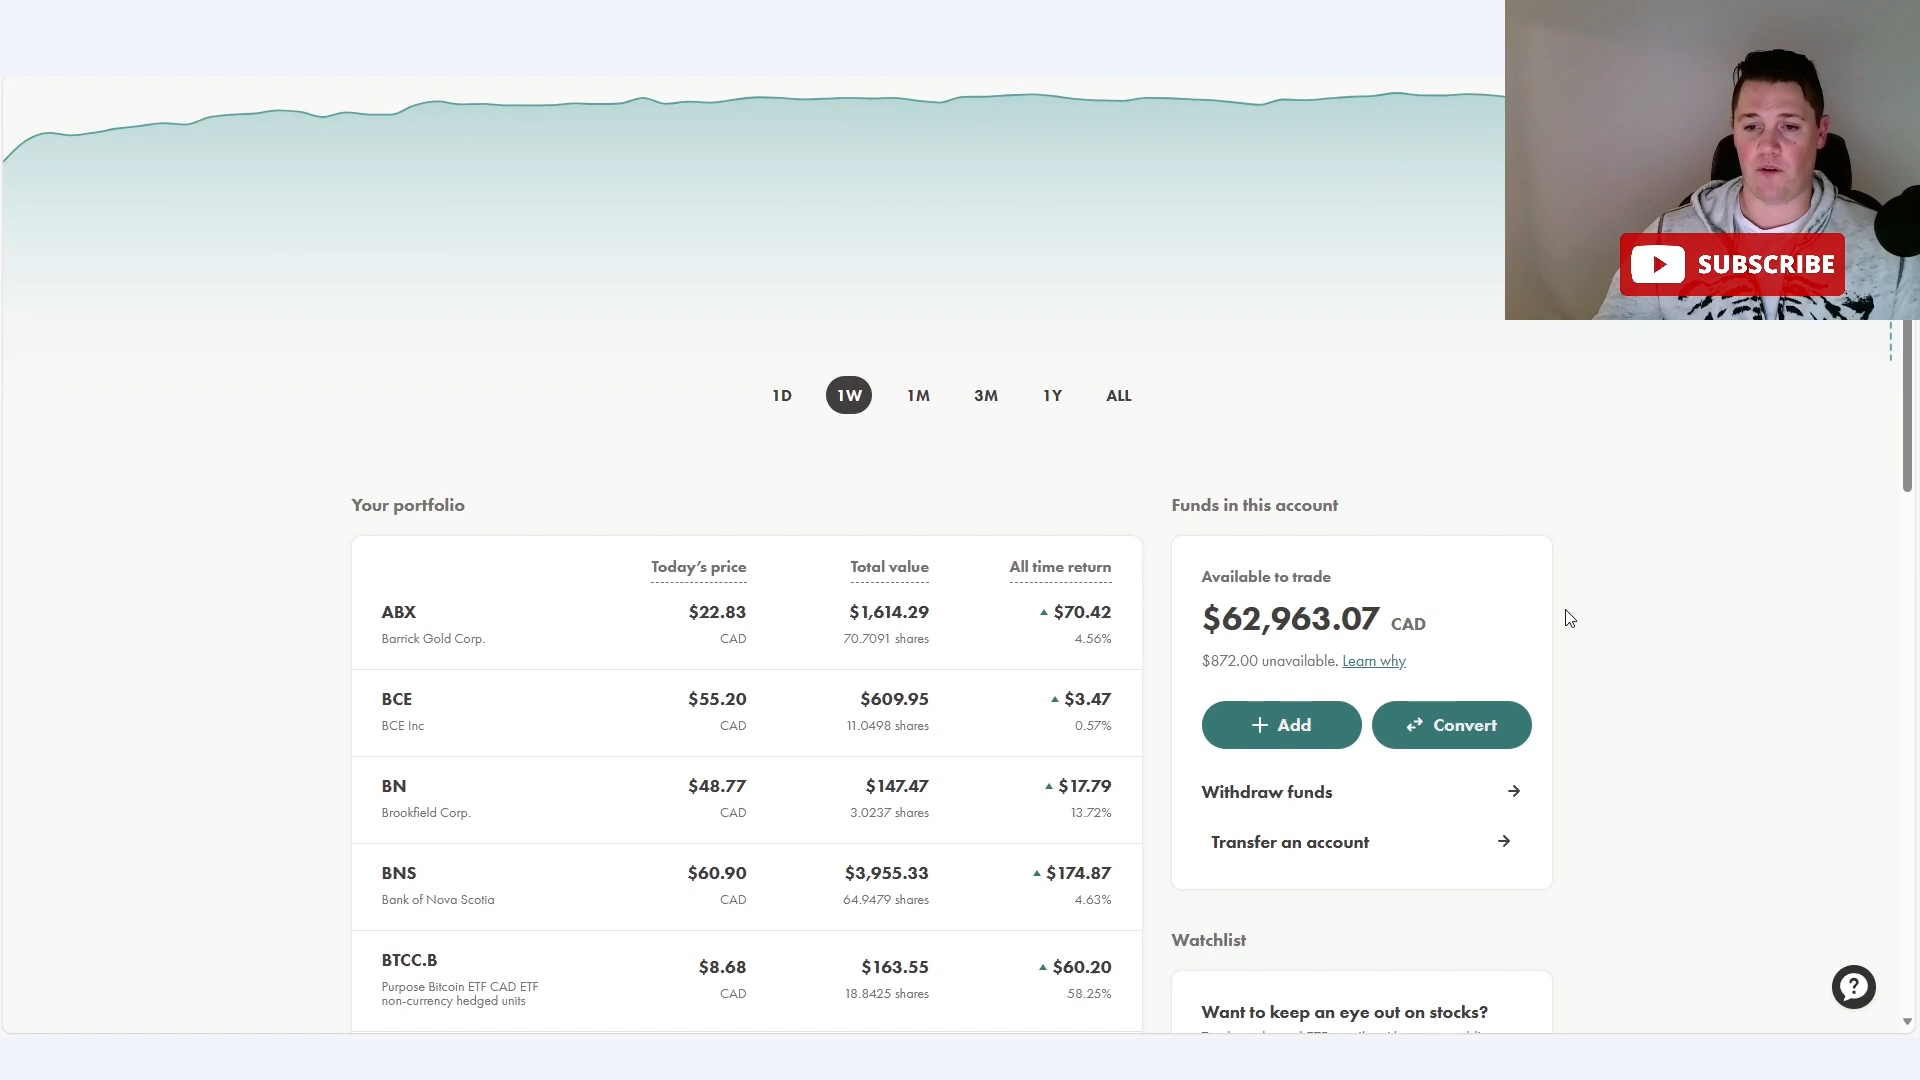 SUBSCRIBE
1D 1W 1M 3M 1Y ALL
Your portfolio
Today's price Total value All time return
ABX $22.83 $1,614.29 $70.42
Barrick Gold Corp. CAD 70.7091 shares 4.56%
BCE $55.20 $609.95 $3.47
BCE Inc CAD 11.0498 shares 0.57%
BN $48.77 $147.47 $17.79
Brookfield Corp. CAD 3.0237 shares 13.72%
BNS $60.90 $3,955.33 $174.87
Bank of Nova Scotia CAD 64.9479 shares 4.63%
BTCC.B $8.68 $163.55 $60.20
Purpose Bitcoin ETF CAD ETF CAD 18.8425 shares 58.25%
non-currency hedged units
Funds in this account
Available to trade
$62,963.07 CAD
$872.00 unavailable. Learn why
+ Add Convert
Withdraw funds
Transfer an account
Watchlist
Want to keep an eye out on stocks?
?